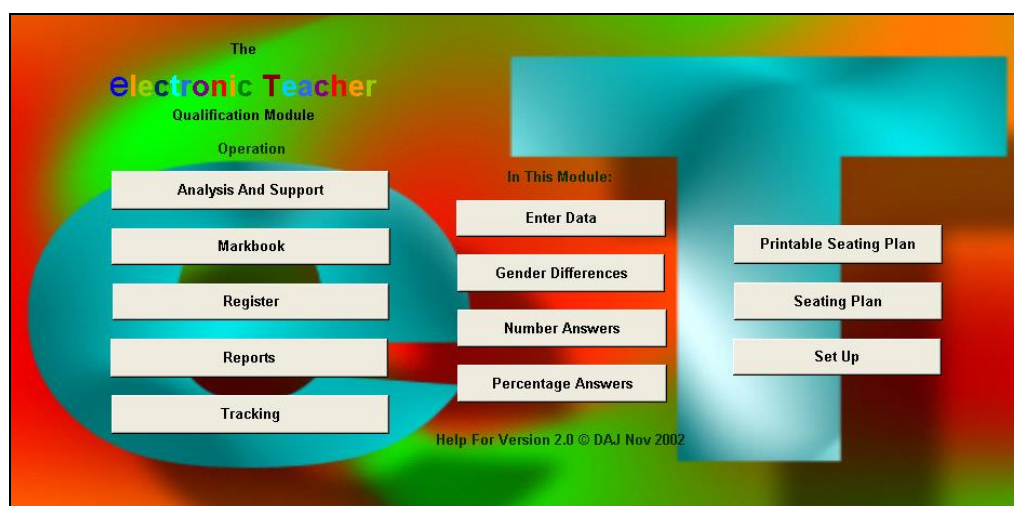 The
electronic Teacher
Qualification Module
Operation
Analysis And Support
Markbook
Register
Reports
Tracking
In This Module:
Enter Data
Gender Differences
Number Answers
Percentage Answers
Printable Seating Plan
Seating Plan
Set Up
Help For Version 2.0 © DAJ Nov 2002
eT